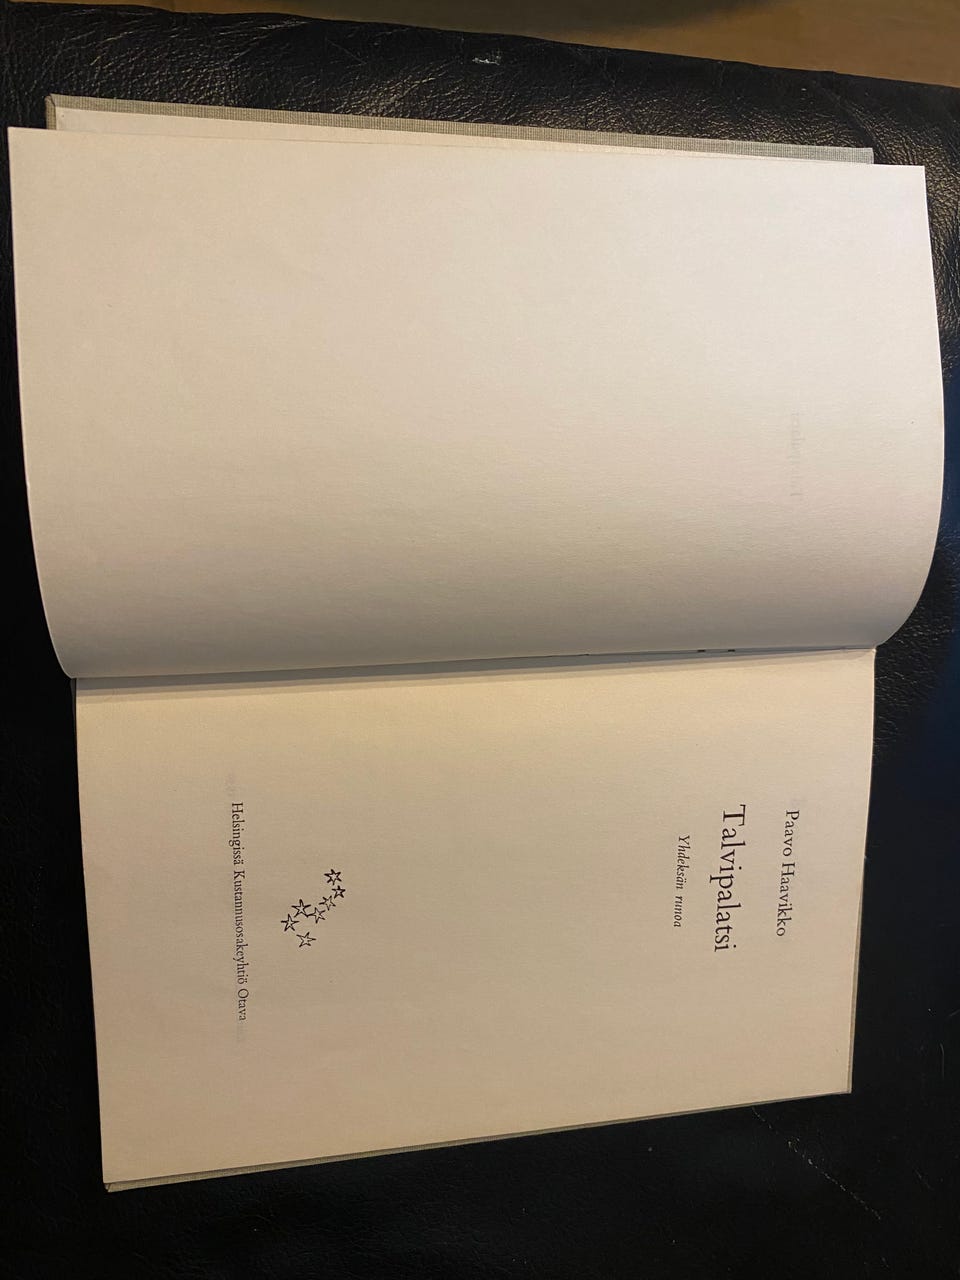 Paavo Haavikko
Talvipalatsi
Yhdeksän runoa
Helsingissä Kustannusosakeyhtiö Otava